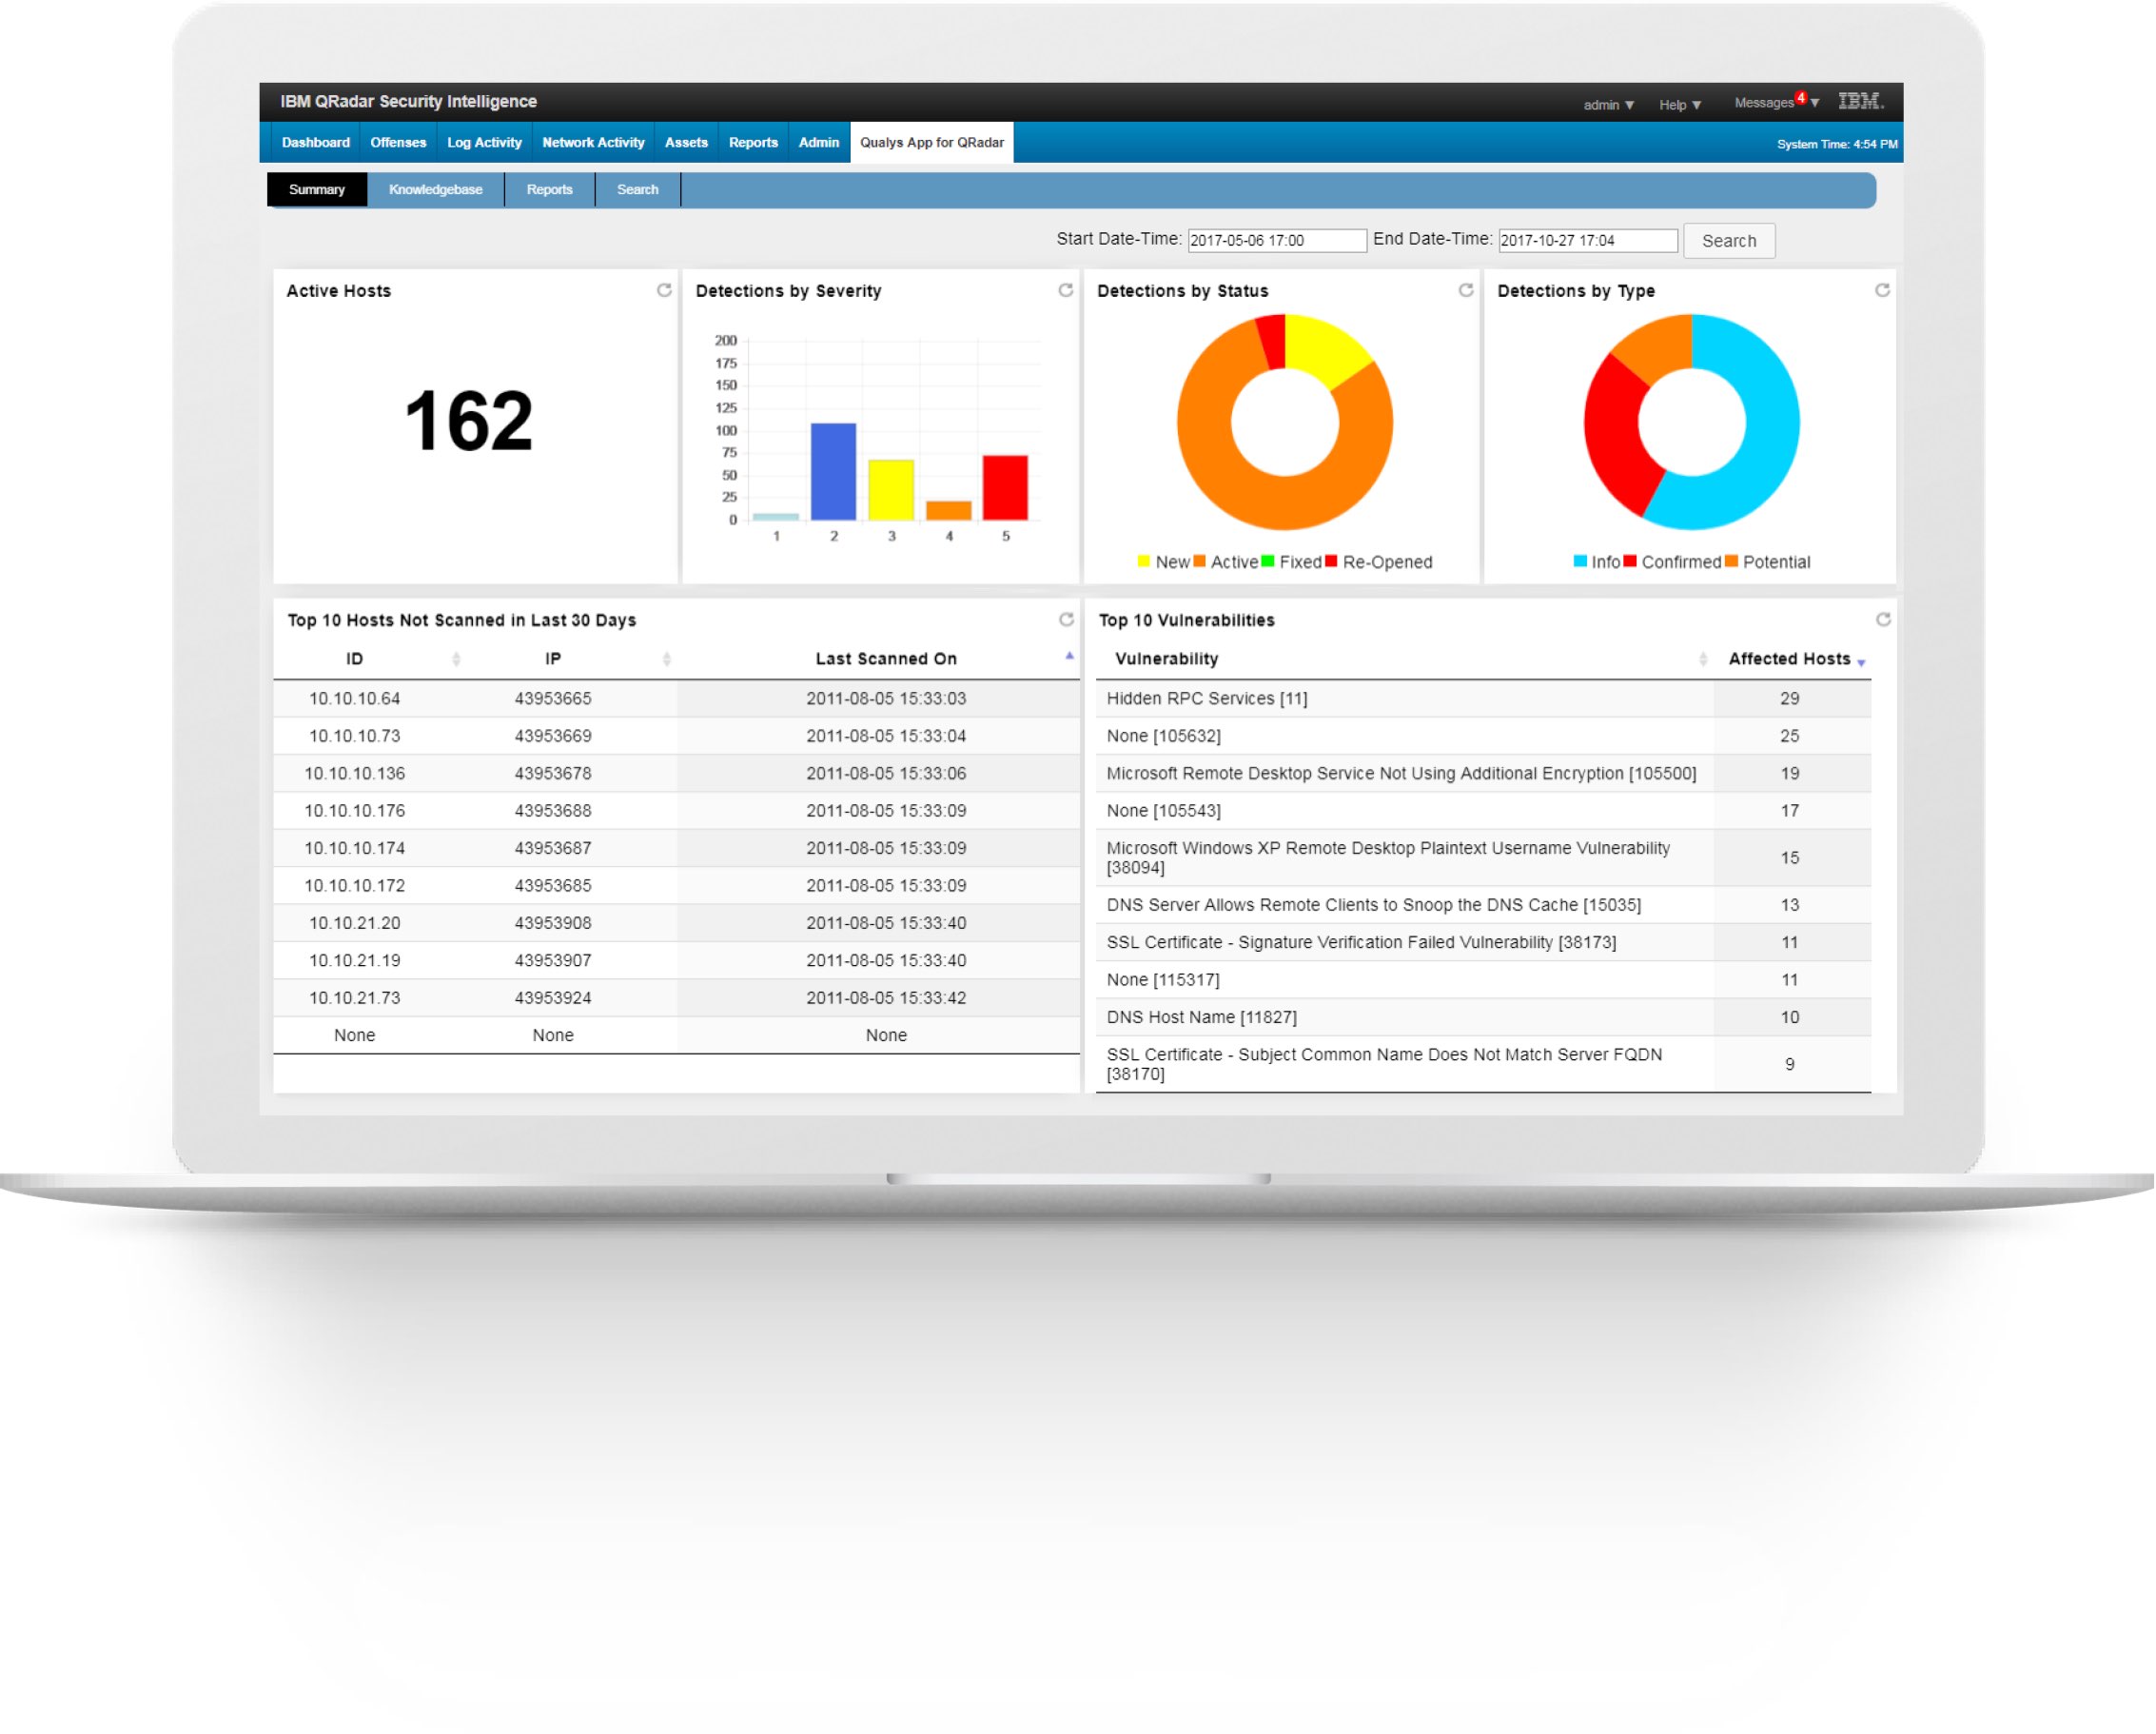 IBM QRadar Security Intelligence
admin Help Messages 4 IBM.
Dashboard Offenses Log Activity Network Activity Assets Reports Admin Qualys App for QRadar System Time: 4:54 PM
Summary Knowledgebase Reports Search
Start Date-Time: 2017-05-06 17:00 End Date-Time: 2017-10-27 17:04 Search
Active Hosts
162
Detections by Severity
200
175
150
125
100
75
50
25
0
1 2 3 4 5
Detections by Status
New Active Fixed Re-Opened
Detections by Type
Info Confirmed Potential
Top 10 Hosts Not Scanned in Last 30 Days
ID IP Last Scanned On
10.10.10.64 43953665 2011-08-05 15:33:03
10.10.10.73 43953669 2011-08-05 15:33:04
10.10.10.136 43953678 2011-08-05 15:33:06
10.10.10.176 43953688 2011-08-05 15:33:09
10.10.10.174 43953687 2011-08-05 15:33:09
10.10.10.172 43953685 2011-08-05 15:33:09
10.10.21.20 43953908 2011-08-05 15:33:40
10.10.21.19 43953907 2011-08-05 15:33:40
10.10.21.73 43953924 2011-08-05 15:33:42
None None None
Top 10 Vulnerabilities
Vulnerability Affected Hosts
Hidden RPC Services [11] 29
None [105632] 25
Microsoft Remote Desktop Service Not Using Additional Encryption [105500] 19
None [105543] 17
Microsoft Windows XP Remote Desktop Plaintext Username Vulnerability
[38094] 15
DNS Server Allows Remote Clients to Snoop the DNS Cache [15035] 13
SSL Certificate - Signature Verification Failed Vulnerability [38173] 11
None [115317] 11
DNS Host Name [11827] 10
SSL Certificate - Subject Common Name Does Not Match Server FQDN
[38170] 9